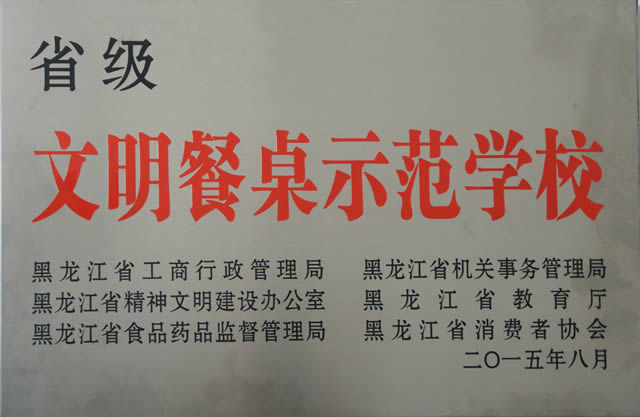 省级
文明餐桌示范学校
黑龙江省工商行政管理局 黑龙江省机关事务管理局
黑龙江省精神文明建设办公室 黑龙江省教育厅
黑龙江省食品药品监督管理局 黑龙江省消费者协会
二〇一五年八月